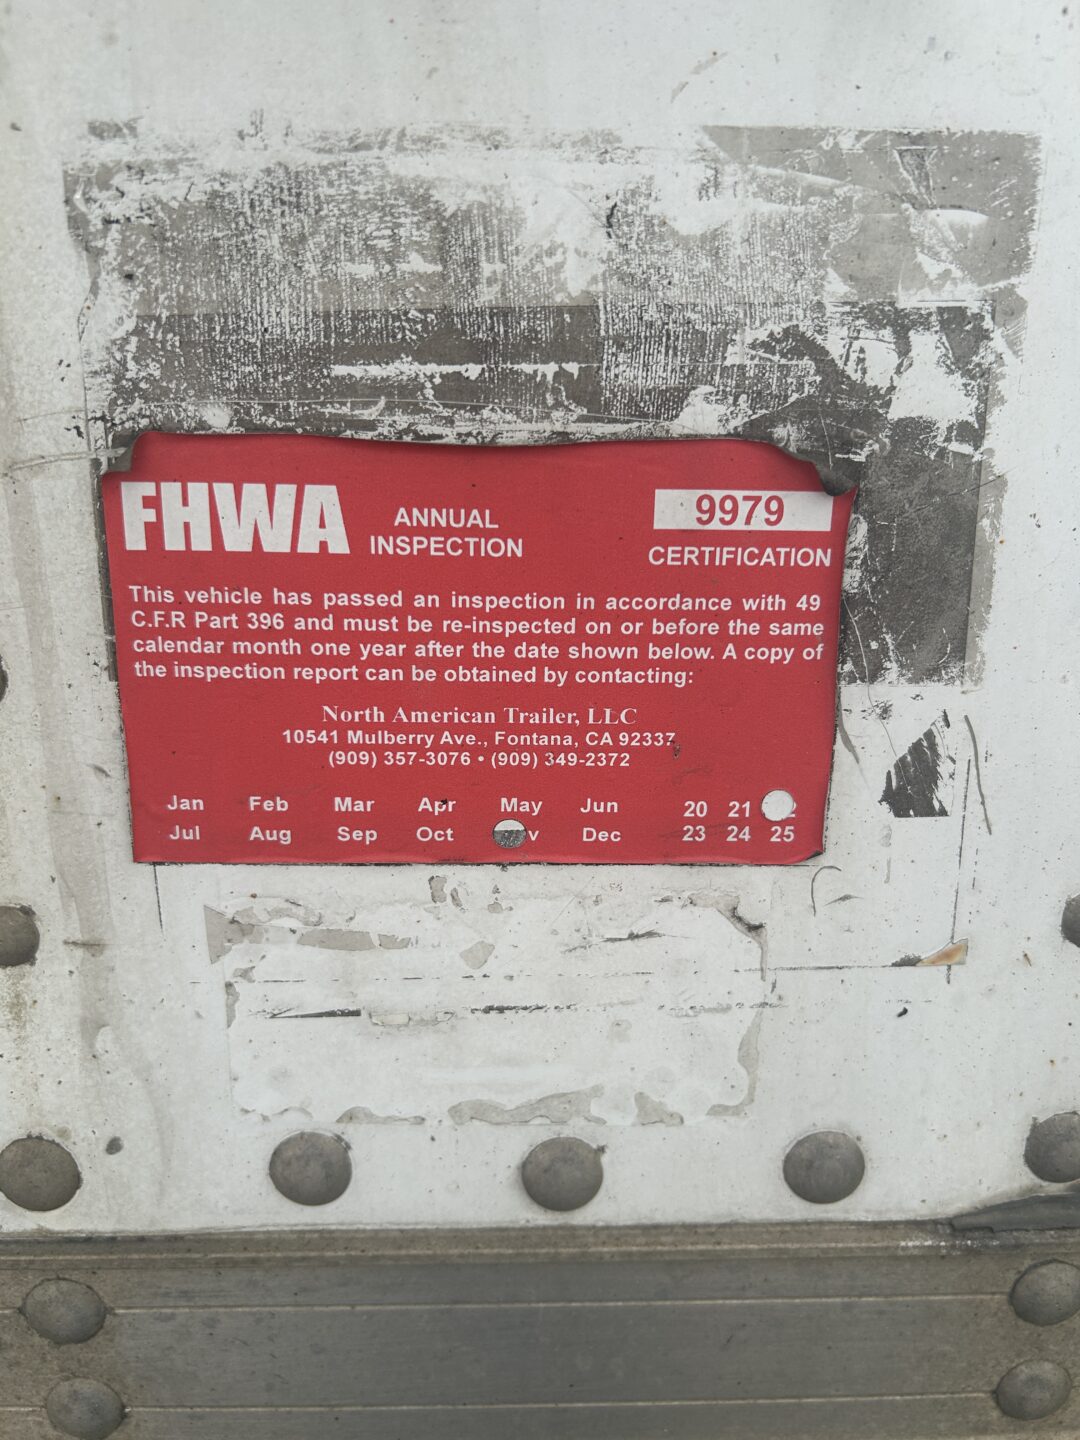 FHWA
ANNUAL
INSPECTION
9979
CERTIFICATION
This vehicle has passed an inspection in accordance with 49
C.F.R Part 396 and must be re-inspected on or before the same
calendar month one year after the date shown below. A copy of
the inspection report can be obtained by contacting:
North American Trailer, LLC
10541 Mulberry Ave., Fontana, CA 92337
(909) 357-3076 • (909) 349-2372
Jan Feb Mar Apr May Jun 20 21
Jul Aug Sep Oct Dec 23 24 25